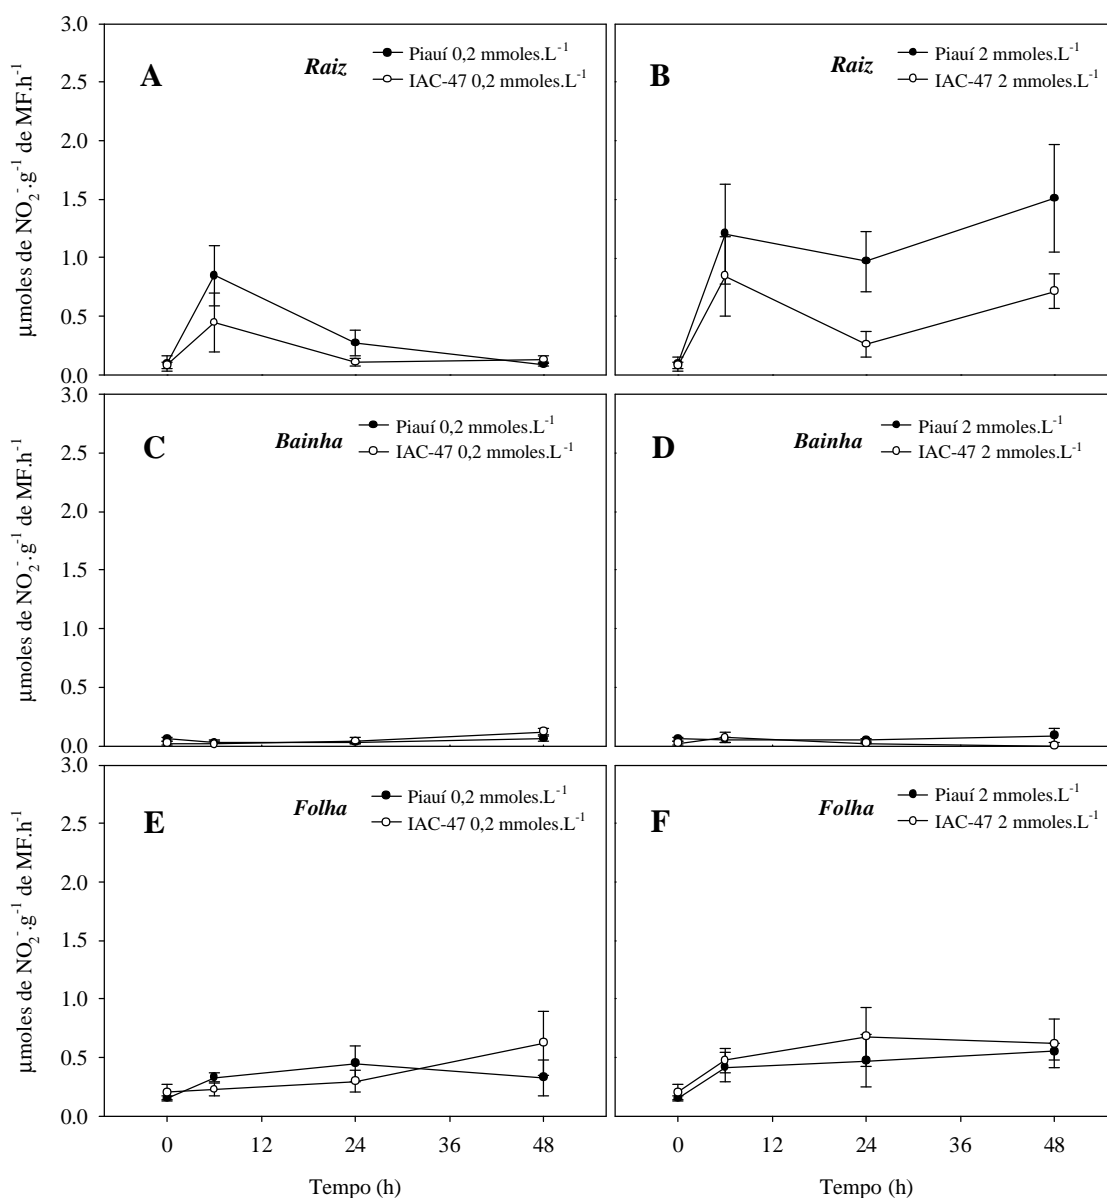 3.0
2.5
2.0
1.5
1.0
0.5
0.0
µmoles de NO₂⁻.g⁻¹ de MF.h⁻¹
A
Raiz
Piauí 0,2 mmoles.L⁻¹
IAC-47 0,2 mmoles.L⁻¹
B
Raiz
Piauí 2 mmoles.L⁻¹
IAC-47 2 mmoles.L⁻¹
3.0
2.5
2.0
1.5
1.0
0.5
0.0
µmoles de NO₂⁻.g⁻¹ de MF.h⁻¹
C
Bainha
Piauí 0,2 mmoles.L⁻¹
IAC-47 0,2 mmoles.L⁻¹
D
Bainha
Piauí 2 mmoles.L⁻¹
IAC-47 2 mmoles.L⁻¹
3.0
2.5
2.0
1.5
1.0
0.5
0.0
µmoles de NO₂⁻.g⁻¹ de MF.h⁻¹
E
Folha
Piauí 0,2 mmoles.L⁻¹
IAC-47 0,2 mmoles.L⁻¹
F
Folha
Piauí 2 mmoles.L⁻¹
IAC-47 2 mmoles.L⁻¹
0 12 24 36 48
0 12 24 36 48
Tempo (h)
Tempo (h)